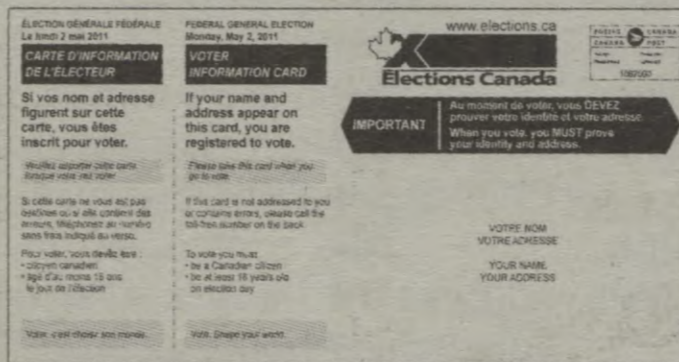 ÉLECTION GÉNÉRALE FÉDÉRALE
Le lundi 2 mai 2011
CARTE D'INFORMATION
DE L'ÉLECTEUR
Si vos nom et adresse
figurent sur cette
carte, vous êtes
inscrit pour voter.
Veuillez apporter cette carte
lorsque vous irez voter
Si cette carte ne vous est pas
destinée ou si elle contient des
erreurs, téléphonez au numéro
sans frais indiqué au verso.
Pour voter, vous devez être :
• citoyen canadien
• âgé d'au moins 18 ans
le jour de l'élection
Voter, c'est choisir son monde.
FEDERAL GENERAL ELECTION
Monday, May 2, 2011
VOTER
INFORMATION CARD
If your name and
address appear on
this card, you are
registered to vote.
Please take this card when you
go to vote
If this card is not addressed to you
or contains errors, please call the
toll-free number on the back.
To vote you must
• be a Canadian citizen
• be at least 18 years old
on election day
Vote. Shape your world.
www.elections.ca
Elections Canada
POSTES CANADA
CANADA POST
IMPORTANT
Au moment de voter, vous DEVEZ
prouver votre identité et votre adresse.
When you vote, you MUST prove
your identity and address.
VOTRE NOM
VOTRE ADRESSE
YOUR NAME
YOUR ADDRESS